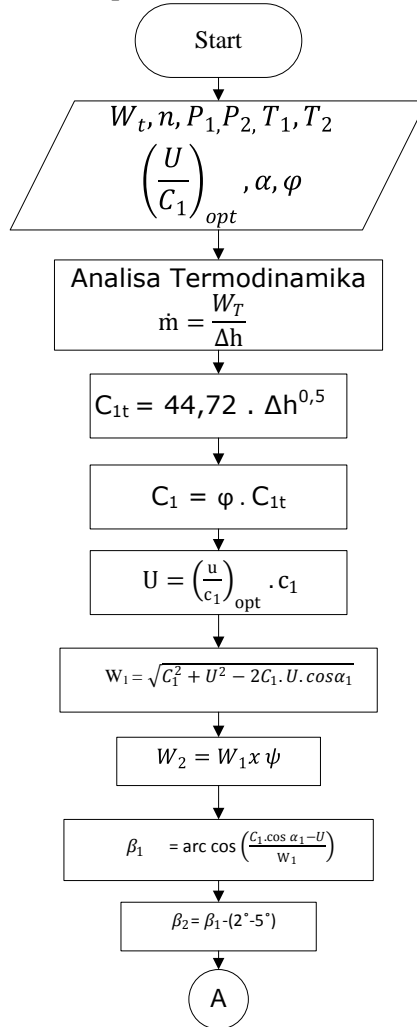 Start
W_t, n, P_1, P_2, T_1, T_2
(U/C_1)_opt , α, φ
Analisa Termodinamika
ṁ = W_T/Δh
C_1t = 44,72 . Δh^0,5
C_1 = φ . C_1t
U = (u/c_1)_opt . c_1
W_1 = √(C_1^2 + U^2 − 2C_1. U. cosα_1)
W_2 = W_1 x ψ
β_1 = arc cos ((C_1.cos α_1−U)/W_1)
β_2 = β_1-(2˚-5˚)
A